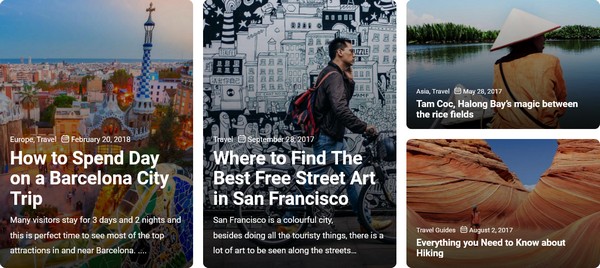 Europe, Travel February 20, 2018
How to Spend Day
on a Barcelona City
Trip
Many visitors stay for 3 days and 2 nights and
this is perfect time to see most of the top
attractions in and near Barcelona. ....
PUZZLE
Travel September 28, 2017
Where to Find The
Best Free Street Art
in San Francisco
San Francisco is a colourful city,
besides doing all the touristy things, there is a
lot of art to be seen along the streets...
Asia, Travel May 28, 2017
Tam Coc, Halong Bay's magic between
the rice fields
Travel Guides August 2, 2017
Everything you Need to Know about
Hiking